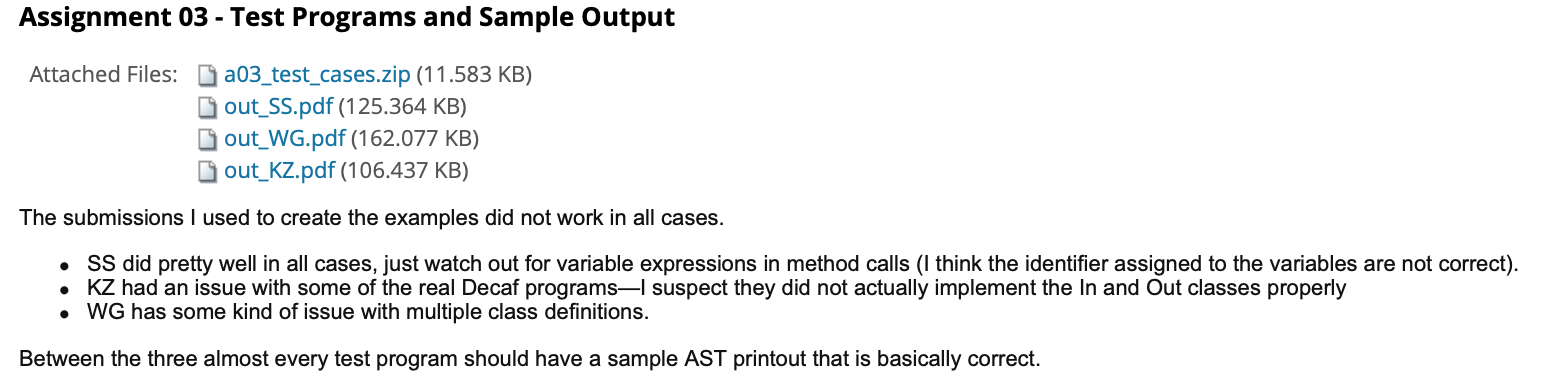 Assignment 03 - Test Programs and Sample Output
Attached Files: a03_test_cases.zip (11.583 KB)
out_SS.pdf (125.364 KB)
out_WG.pdf (162.077 KB)
out_KZ.pdf (106.437 KB)
The submissions I used to create the examples did not work in all cases.
• SS did pretty well in all cases, just watch out for variable expressions in method calls (I think the identifier assigned to the variables are not correct).
• KZ had an issue with some of the real Decaf programs—I suspect they did not actually implement the In and Out classes properly
• WG has some kind of issue with multiple class definitions.
Between the three almost every test program should have a sample AST printout that is basically correct.